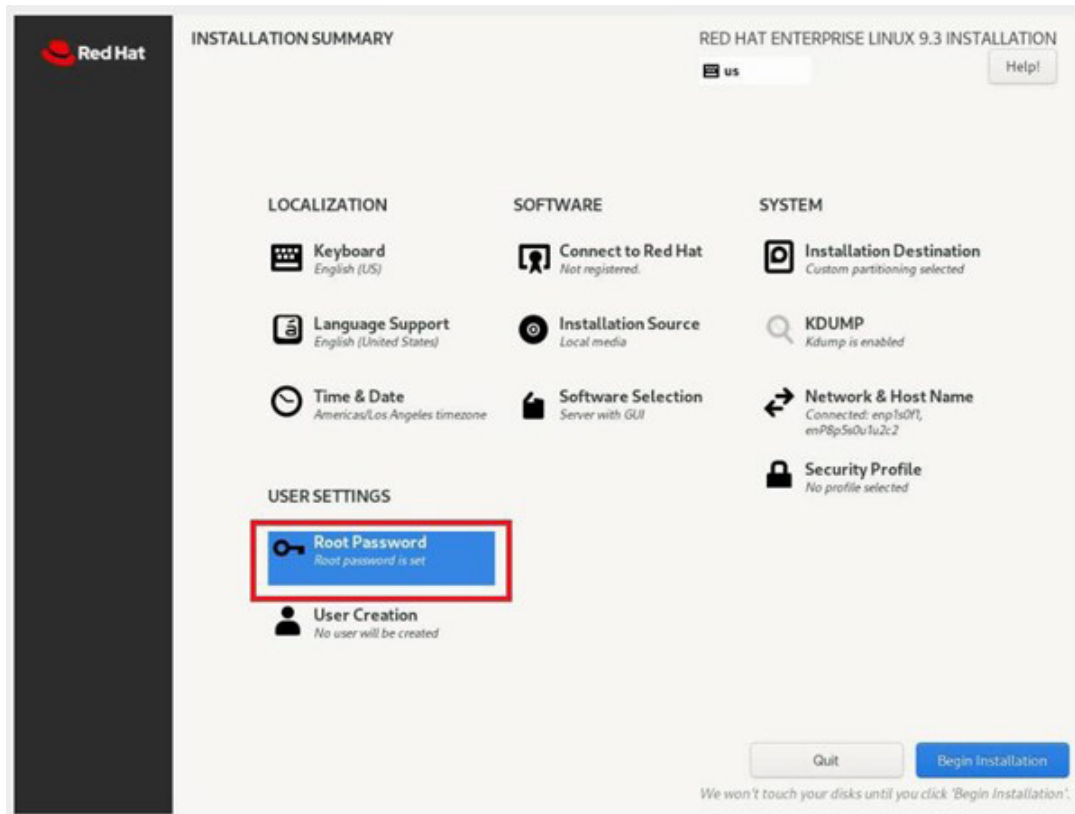 Red Hat
INSTALLATION SUMMARY
RED HAT ENTERPRISE LINUX 9.3 INSTALLATION
us
Help!
LOCALIZATION
Keyboard
English (US)
Language Support
English (United States)
Time & Date
Americas/Los Angeles timezone
SOFTWARE
Connect to Red Hat
Not registered.
Installation Source
Local media
Software Selection
Server with GUI
SYSTEM
Installation Destination
Custom partitioning selected
KDUMP
Kdump is enabled
Network & Host Name
Connected: enp1s0f1,
enP8p5s0u1u2c2
Security Profile
No profile selected
USER SETTINGS
Root Password
Root password is set
User Creation
No user will be created
Quit
Begin Installation
We won't touch your disks until you click 'Begin Installation'.